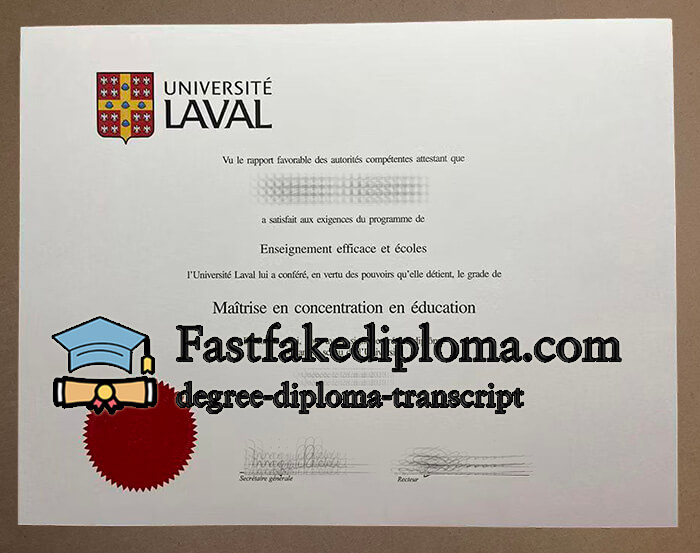 UNIVERSITÉ
LAVAL
Vu le rapport favorable des autorités compétentes attestant que
a satisfait aux exigences du programme de
Enseignement efficace et écoles
l'Université Laval lui a conféré, en vertu des pouvoirs qu'elle détient, le grade de
Maîtrise en concentration en éducation
Fastfakediploma.com
degree-diploma-transcript
Secrétaire générale
Recteur